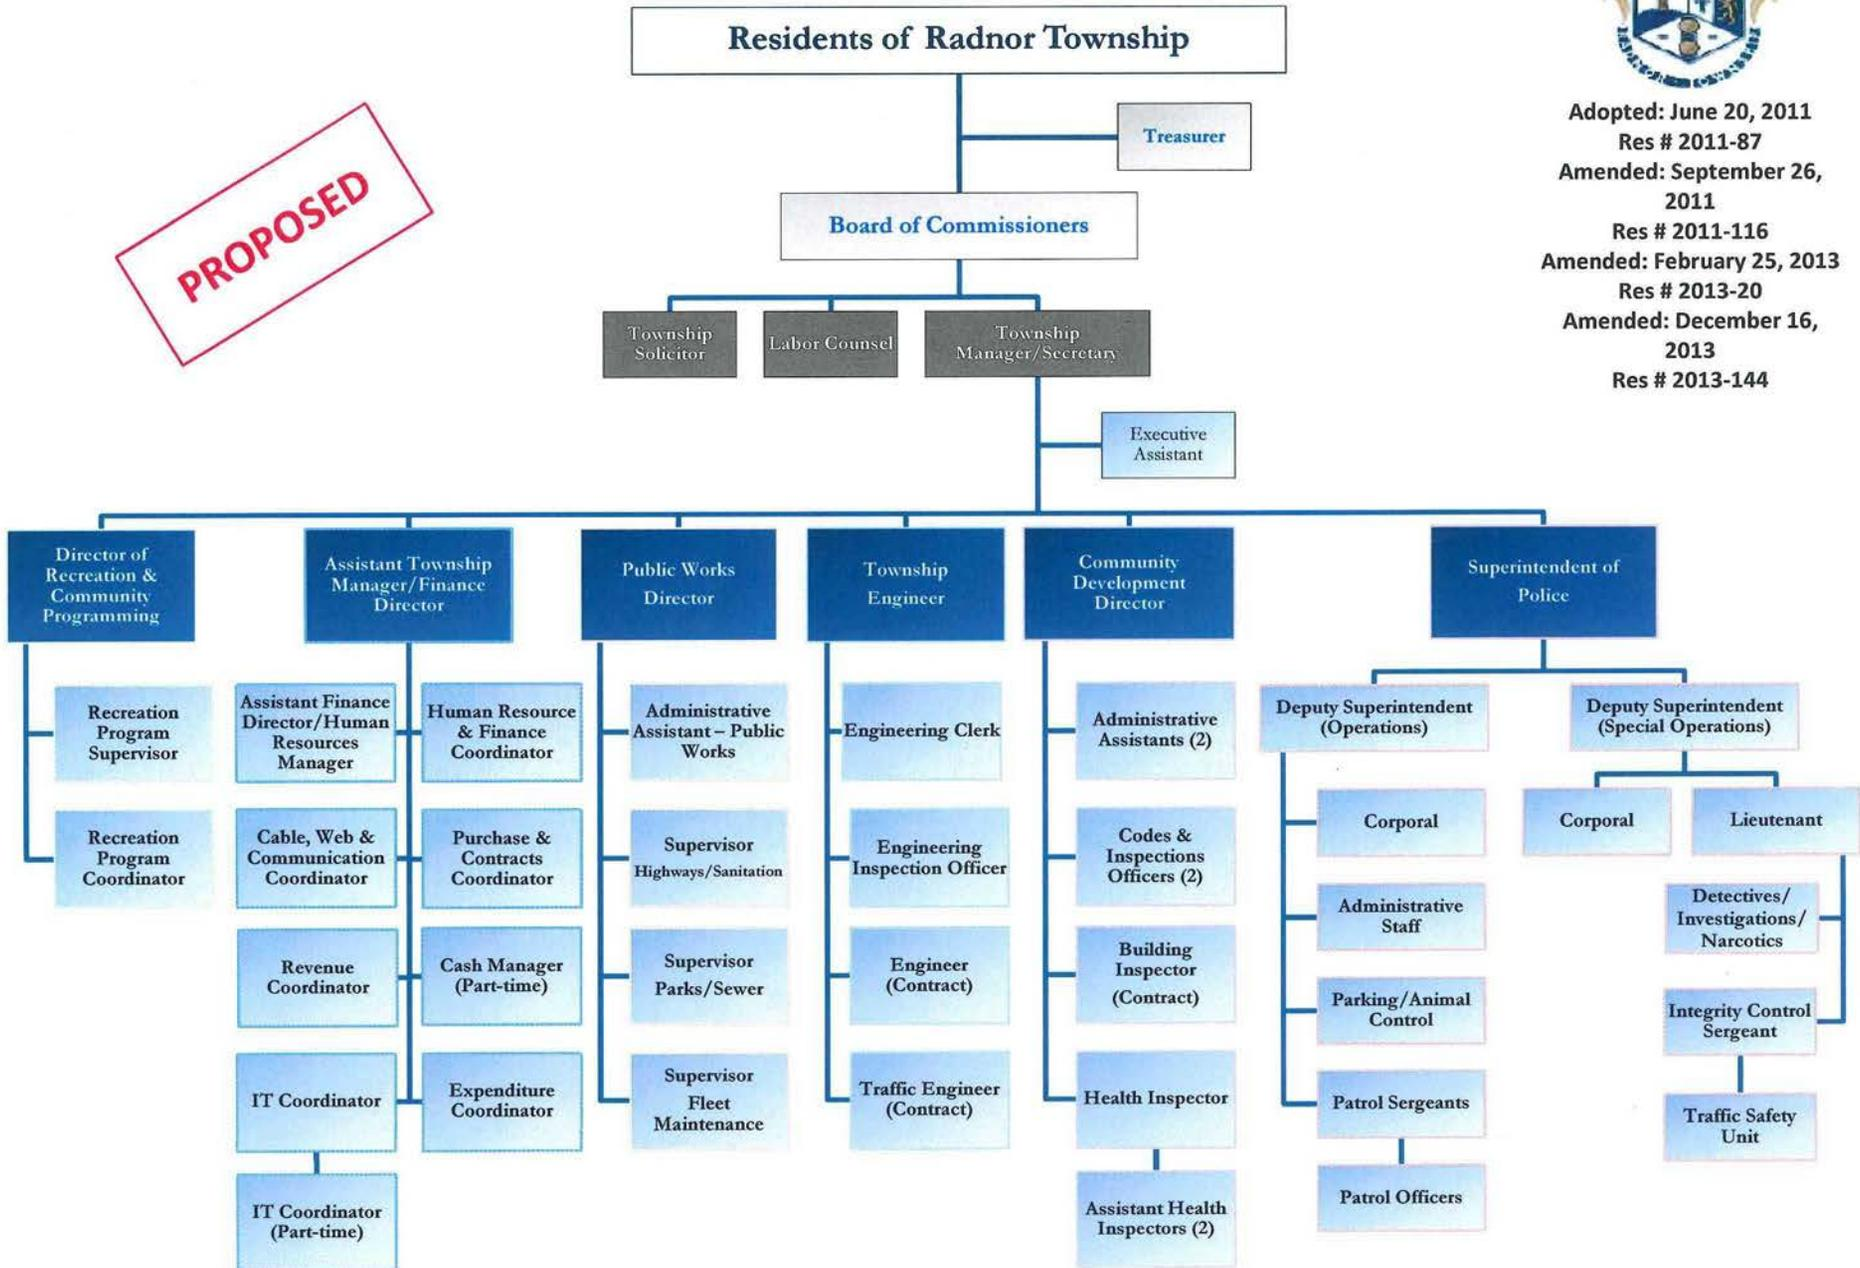 Residents of Radnor Township
Treasurer
Board of Commissioners
Township
Solicitor
Labor Counsel
Township
Manager/Secretary
Executive
Assistant
PROPOSED
Adopted: June 20, 2011
Res # 2011-87
Amended: September 26,
2011
Res # 2011-116
Amended: February 25, 2013
Res # 2013-20
Amended: December 16,
2013
Res # 2013-144
Director of
Recreation &
Community
Programming
Recreation
Program
Supervisor
Recreation
Program
Coordinator
Assistant Township
Manager/Finance
Director
Assistant Finance
Director/Human
Resources
Manager
Human Resource
& Finance
Coordinator
Cable, Web &
Communication
Coordinator
Purchase &
Contracts
Coordinator
Revenue
Coordinator
Cash Manager
(Part-time)
IT Coordinator
Expenditure
Coordinator
IT Coordinator
(Part-time)
Public Works
Director
Administrative
Assistant – Public
Works
Supervisor
Highways/Sanitation
Supervisor
Parks/Sewer
Supervisor
Fleet
Maintenance
Township
Engineer
Engineering Clerk
Engineering
Inspection Officer
Engineer
(Contract)
Traffic Engineer
(Contract)
Community
Development
Director
Administrative
Assistants (2)
Codes &
Inspections
Officers (2)
Building
Inspector
(Contract)
Health Inspector
Assistant Health
Inspectors (2)
Superintendent of
Police
Deputy Superintendent
(Operations)
Corporal
Administrative
Staff
Parking/Animal
Control
Patrol Sergeants
Patrol Officers
Deputy Superintendent
(Special Operations)
Corporal
Lieutenant
Detectives/
Investigations/
Narcotics
Integrity Control
Sergeant
Traffic Safety
Unit